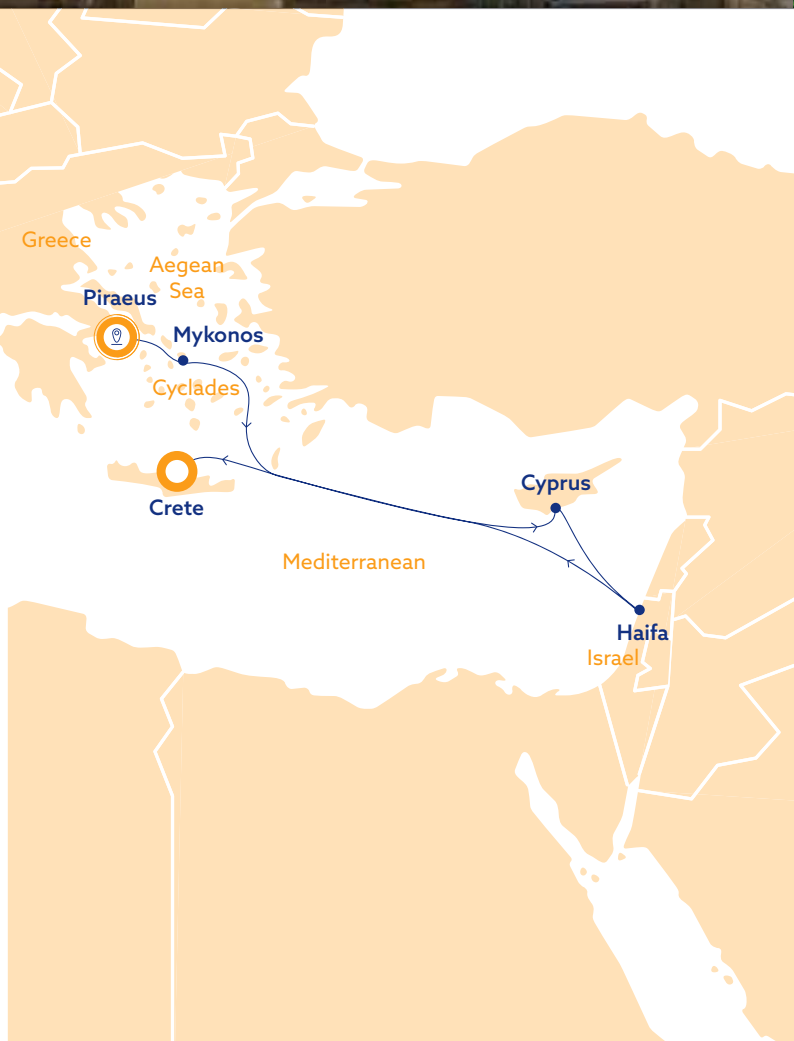 Greece
Aegean
Sea
Piraeus
Mykonos
Cyclades
Crete
Cyprus
Mediterranean
Haifa
Israel